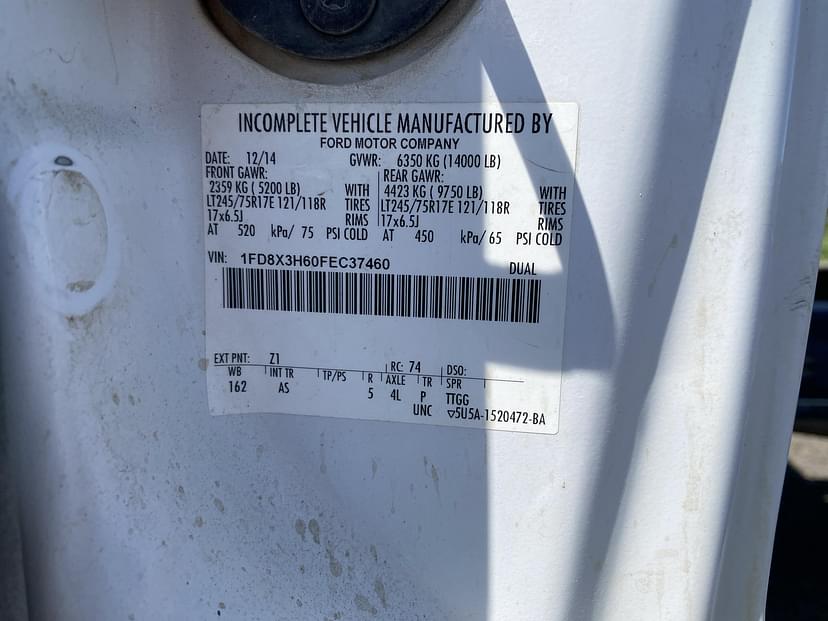 INCOMPLETE VEHICLE MANUFACTURED BY
FORD MOTOR COMPANY
DATE: 12/14 GVWR: 6350 KG (14000 LB)
FRONT GAWR: REAR GAWR:
2359 KG ( 5200 LB) WITH 4423 KG ( 9750 LB) WITH
LT245/75R17E 121/118R TIRES LT245/75R17E 121/118R TIRES
17x6.5J RIMS 17x6.5J RIMS
AT 520 kPa/ 75 PSI COLD AT 450 kPa/ 65 PSI COLD
VIN: 1FD8X3H60FEC37460 DUAL
EXT PNT: Z1 RC: 74 DSO:
WB INT TR TP/PS R AXLE TR SPR
162 AS 5 4L P TTGG
UNC ▽5U5A-1520472-BA